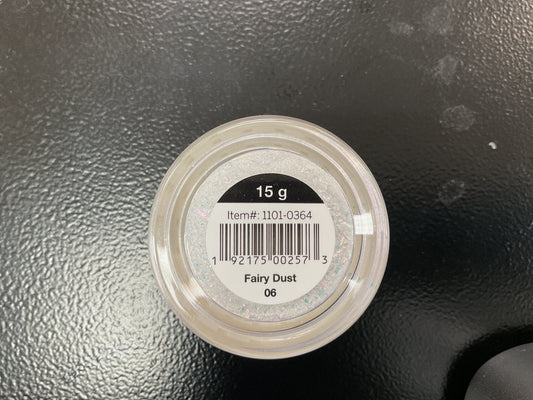 15 g
Item#: 1101-0364
1 92175 00257 3
Fairy Dust
06